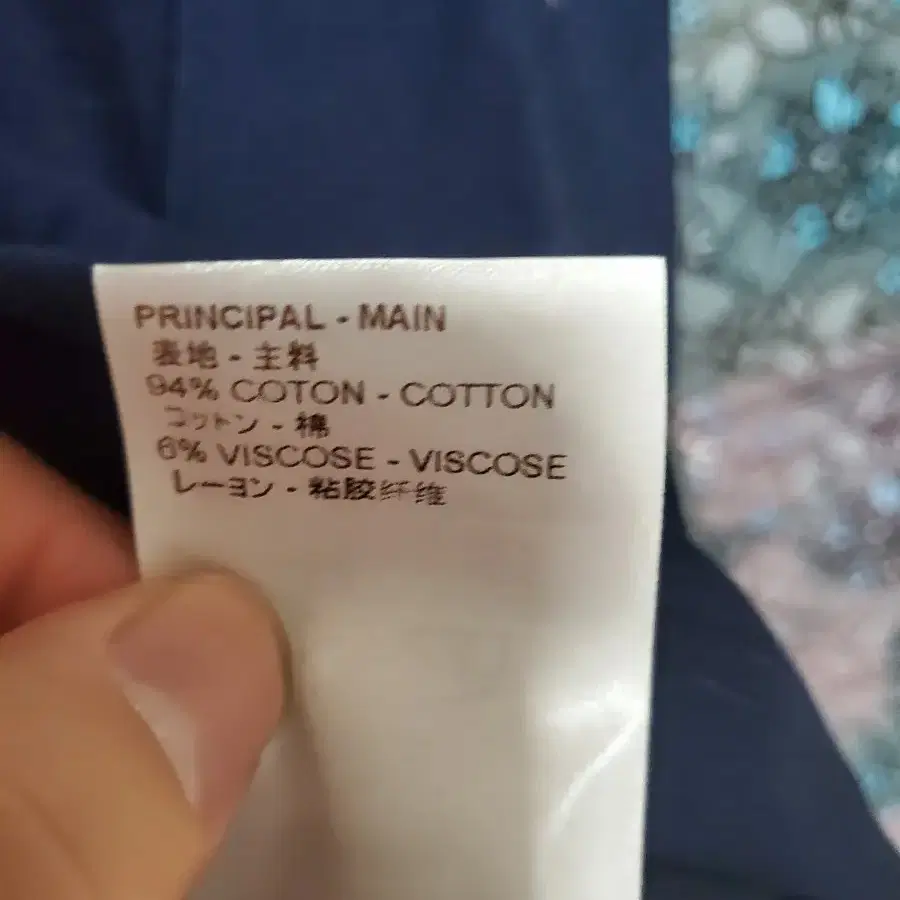 PRINCIPAL - MAIN
表地 - 主料
94% COTON - COTTON
コットン - 棉
6% VISCOSE - VISCOSE
レーヨン - 粘胶纤维